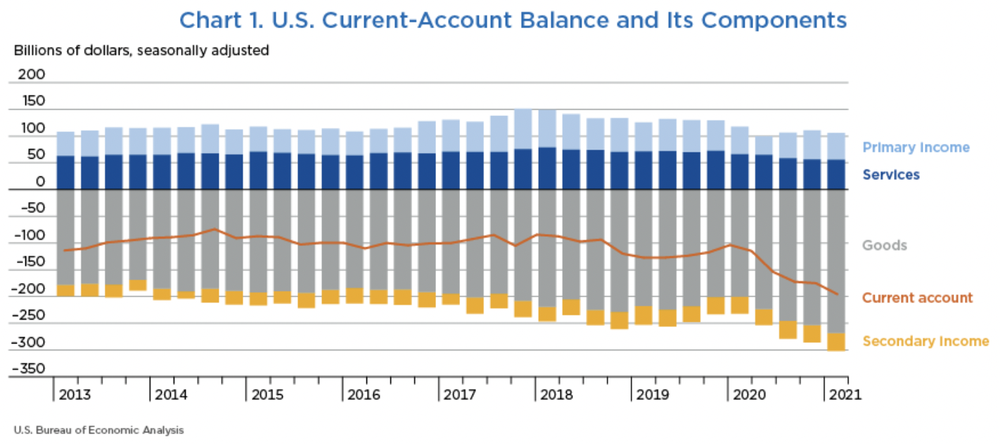 Chart 1. U.S. Current-Account Balance and Its Components
Billions of dollars, seasonally adjusted
200
150
100
50
0
-50
-100
-150
-200
-250
-300
-350
Primary Income
Services
Goods
Current account
Secondary Income
2013 2014 2015 2016 2017 2018 2019 2020 2021
U.S. Bureau of Economic Analysis